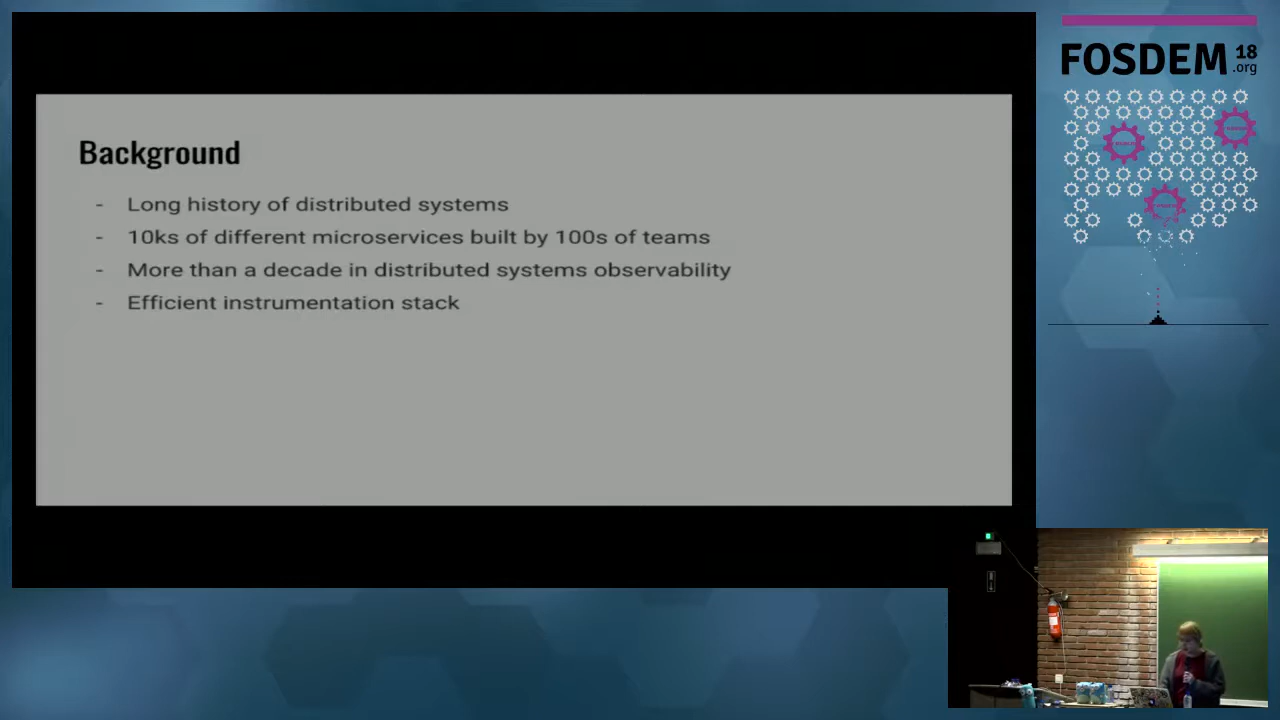 Background
- Long history of distributed systems
- 10ks of different microservices built by 100s of teams
- More than a decade in distributed systems observability
- Efficient instrumentation stack
FOSDEM 18
.org